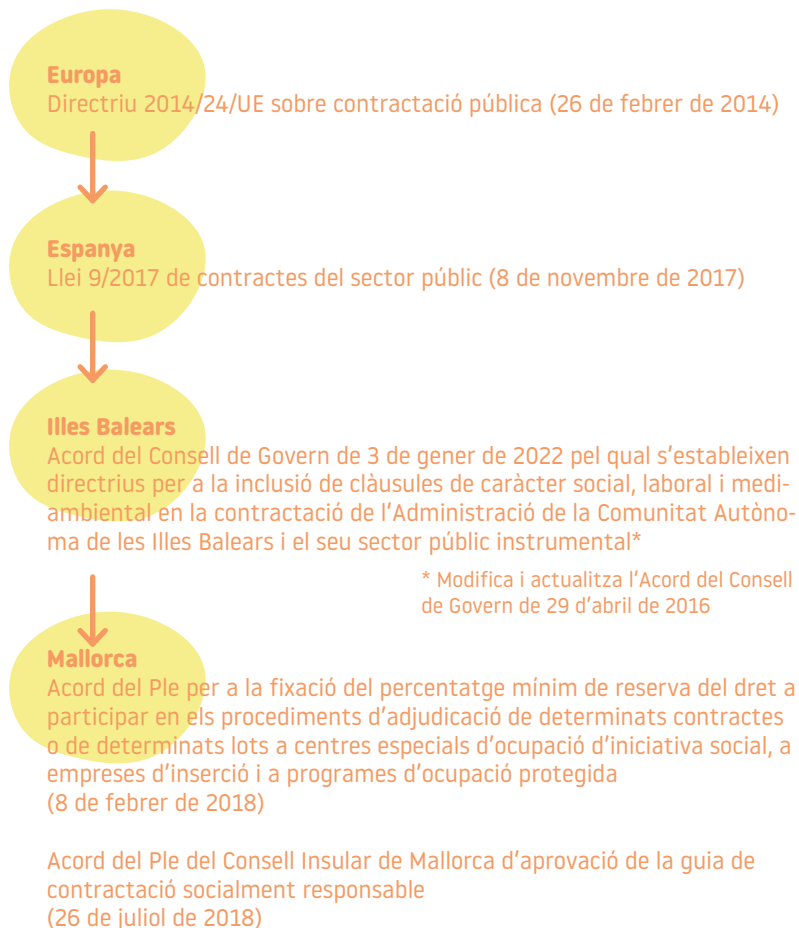 Europa
Directriu 2014/24/UE sobre contractació pública (26 de febrer de 2014)
Espanya
Llei 9/2017 de contractes del sector públic (8 de novembre de 2017)
Illes Balears
Acord del Consell de Govern de 3 de gener de 2022 pel qual s’estableixen
directrius per a la inclusió de clàusules de caràcter social, laboral i medi-
ambiental en la contractació de l’Administració de la Comunitat Autòno-
ma de les Illes Balears i el seu sector públic instrumental*
* Modifica i actualitza l’Acord del Consell
de Govern de 29 d’abril de 2016
Mallorca
Acord del Ple per a la fixació del percentatge mínim de reserva del dret a
participar en els procediments d’adjudicació de determinats contractes
o de determinats lots a centres especials d’ocupació d’iniciativa social, a
empreses d’inserció i a programes d’ocupació protegida
(8 de febrer de 2018)
Acord del Ple del Consell Insular de Mallorca d’aprovació de la guia de
contractació socialment responsable
(26 de juliol de 2018)